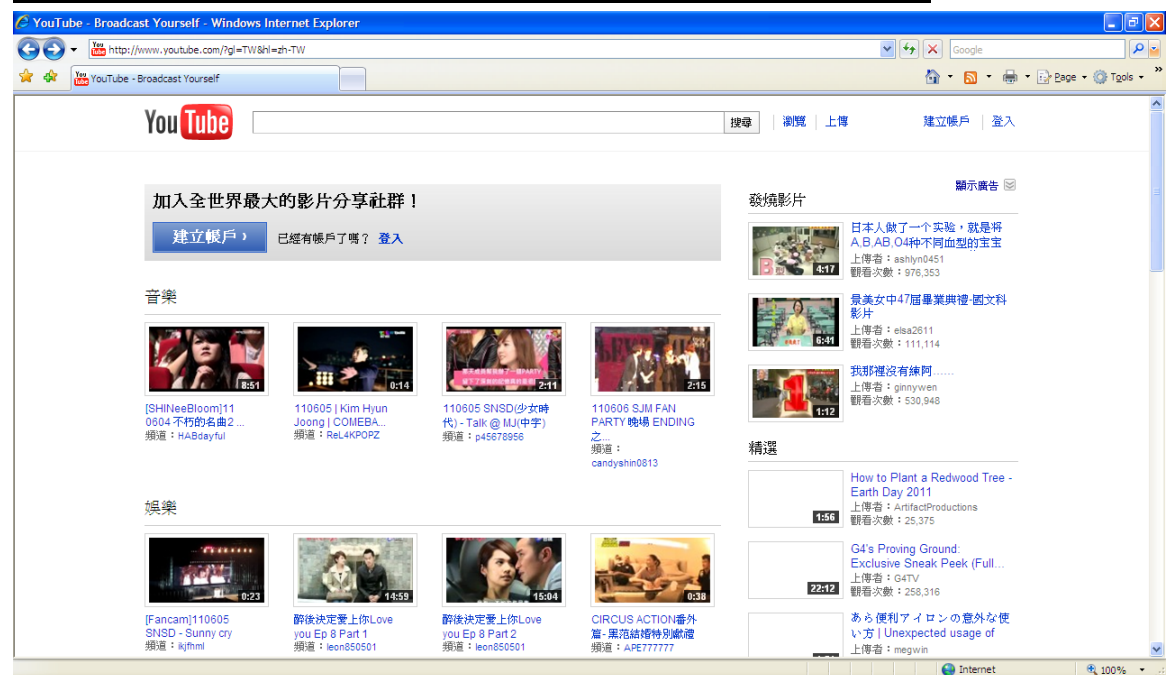 YouTube - Broadcast Yourself - Windows Internet Explorer
http://www.youtube.com/?gl=TW&hl=zh-TW
Google
YouTube - Broadcast Yourself
Page
Tools
You Tube
搜尋
瀏覽
上傳
建立帳戶
登入
加入全世界最大的影片分享社群！
建立帳戶 ›
已經有帳戶了嗎？ 登入
音樂
8:51
[SHINeeBloom]11
0604 不朽的名曲2 ...
頻道：HABdayful
0:14
110605 | Kim Hyun
Joong | COMEBA...
頻道：ReL4KPOPZ
2:11
110605 SNSD(少女時
代) - Talk @ MJ(中字)
頻道：p45678956
2:15
110606 SJM FAN
PARTY 晚場 ENDING
之...
頻道：
candyshin0813
娛樂
0:23
[Fancam]110605
SNSD - Sunny cry
頻道：ikjfhml
14:59
醉後決定愛上你Love
you Ep 8 Part 1
頻道：leon850501
15:04
醉後決定愛上你Love
you Ep 8 Part 2
頻道：leon850501
0:38
CIRCUS ACTION番外
篇- 黑范結婚特別獻禮
頻道：APE777777
顯示廣告
發燒影片
B
4:17
日本人做了一个实验，就是将
A,B,AB,O4种不同血型的宝宝
上傳者：ashlyn0451
觀看次數：976,353
6:41
景美女中47屆畢業典禮-國文科
影片
上傳者：elsa2611
觀看次數：111,114
1
1:12
我那裡沒有練阿......
上傳者：ginnywen
觀看次數：530,948
精選
1:56
How to Plant a Redwood Tree -
Earth Day 2011
上傳者：ArtifactProductions
觀看次數：25,375
22:12
G4's Proving Ground:
Exclusive Sneak Peek (Full...
上傳者：G4TV
觀看次數：258,316
あら便利アイロンの意外な使
い方 | Unexpected usage of
上傳者：megwin
Internet
100%